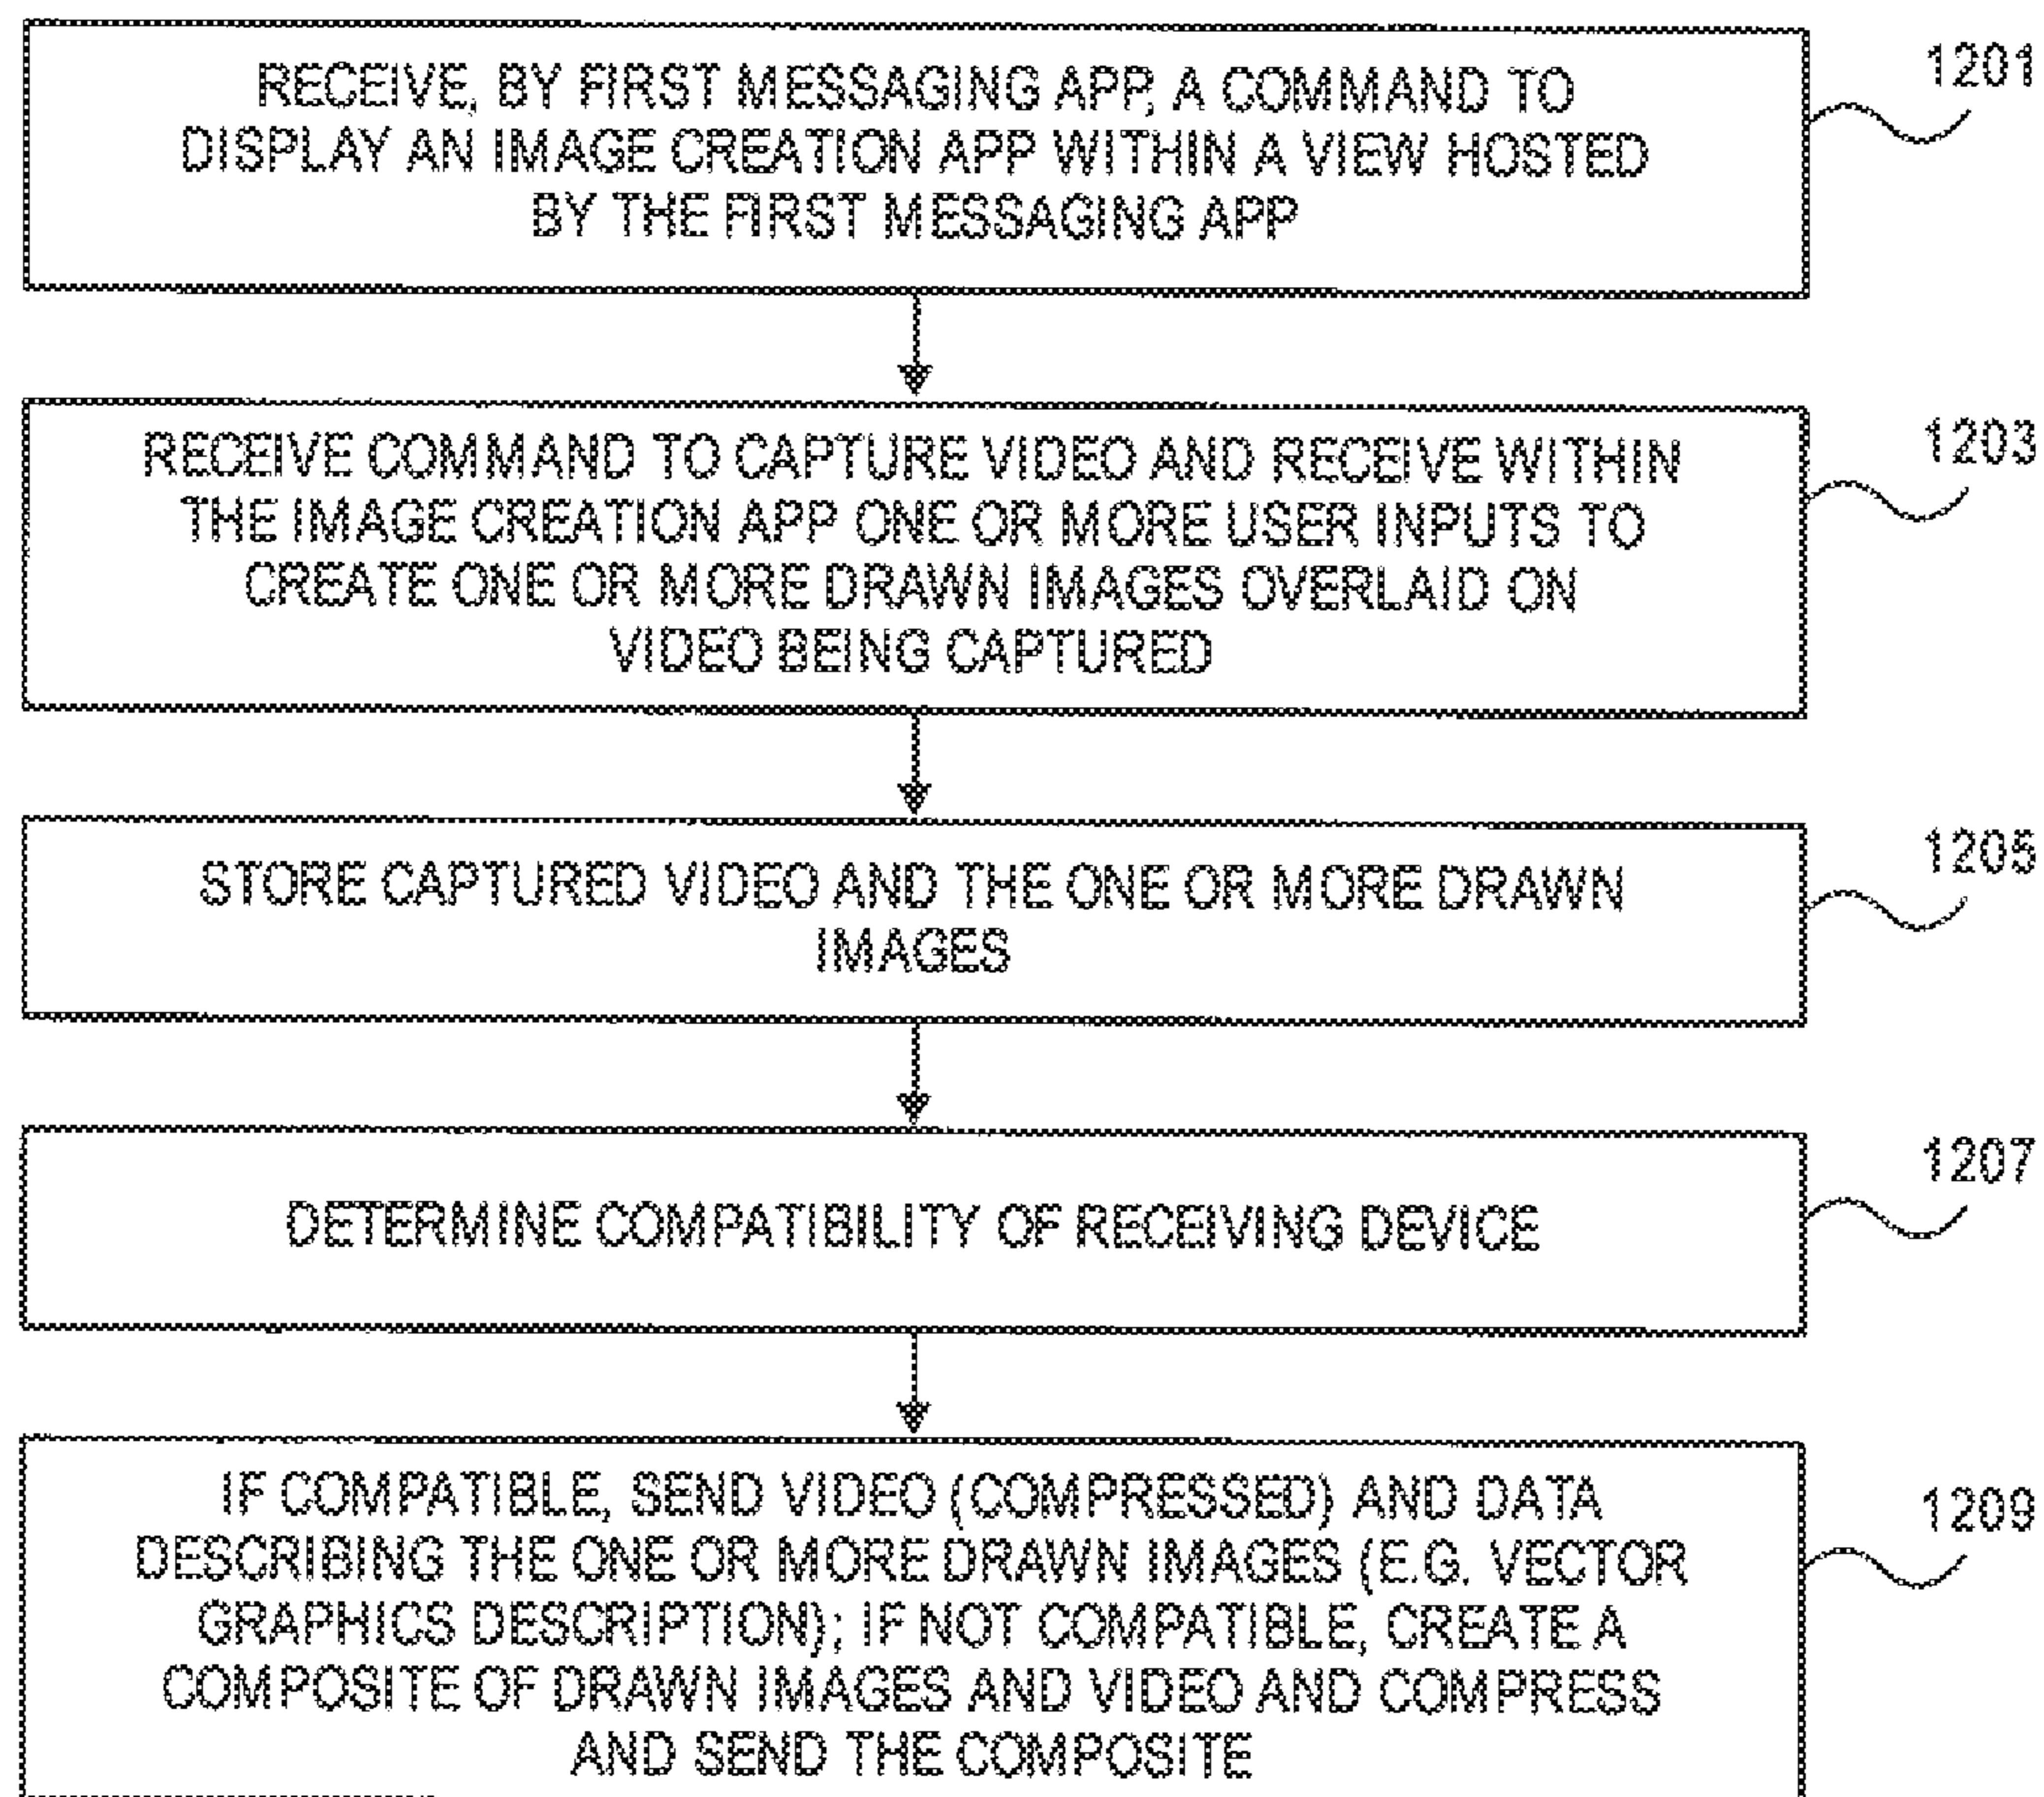 RECEIVE, BY FIRST MESSAGING APP, A COMMAND TO
DISPLAY AN IMAGE CREATION APP WITHIN A VIEW HOSTED
BY THE FIRST MESSAGING APP
1201
RECEIVE COMMAND TO CAPTURE VIDEO AND RECEIVE WITHIN
THE IMAGE CREATION APP ONE OR MORE USER INPUTS TO
CREATE ONE OR MORE DRAWN IMAGES OVERLAID ON
VIDEO BEING CAPTURED
1203
STORE CAPTURED VIDEO AND THE ONE OR MORE DRAWN
IMAGES
1205
DETERMINE COMPATIBILITY OF RECEIVING DEVICE
1207
IF COMPATIBLE, SEND VIDEO (COMPRESSED) AND DATA
DESCRIBING THE ONE OR MORE DRAWN IMAGES (E.G. VECTOR
GRAPHICS DESCRIPTION); IF NOT COMPATIBLE, CREATE A
COMPOSITE OF DRAWN IMAGES AND VIDEO AND COMPRESS
AND SEND THE COMPOSITE
1209